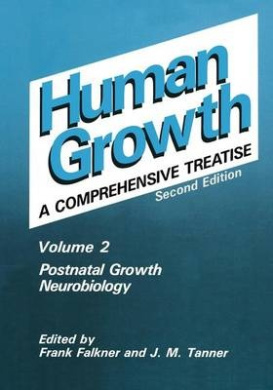 Human
Growth
A COMPREHENSIVE TREATISE
Second Edition
Volume 2
Postnatal Growth
Neurobiology
Edited by
Frank Falkner and J. M. Tanner